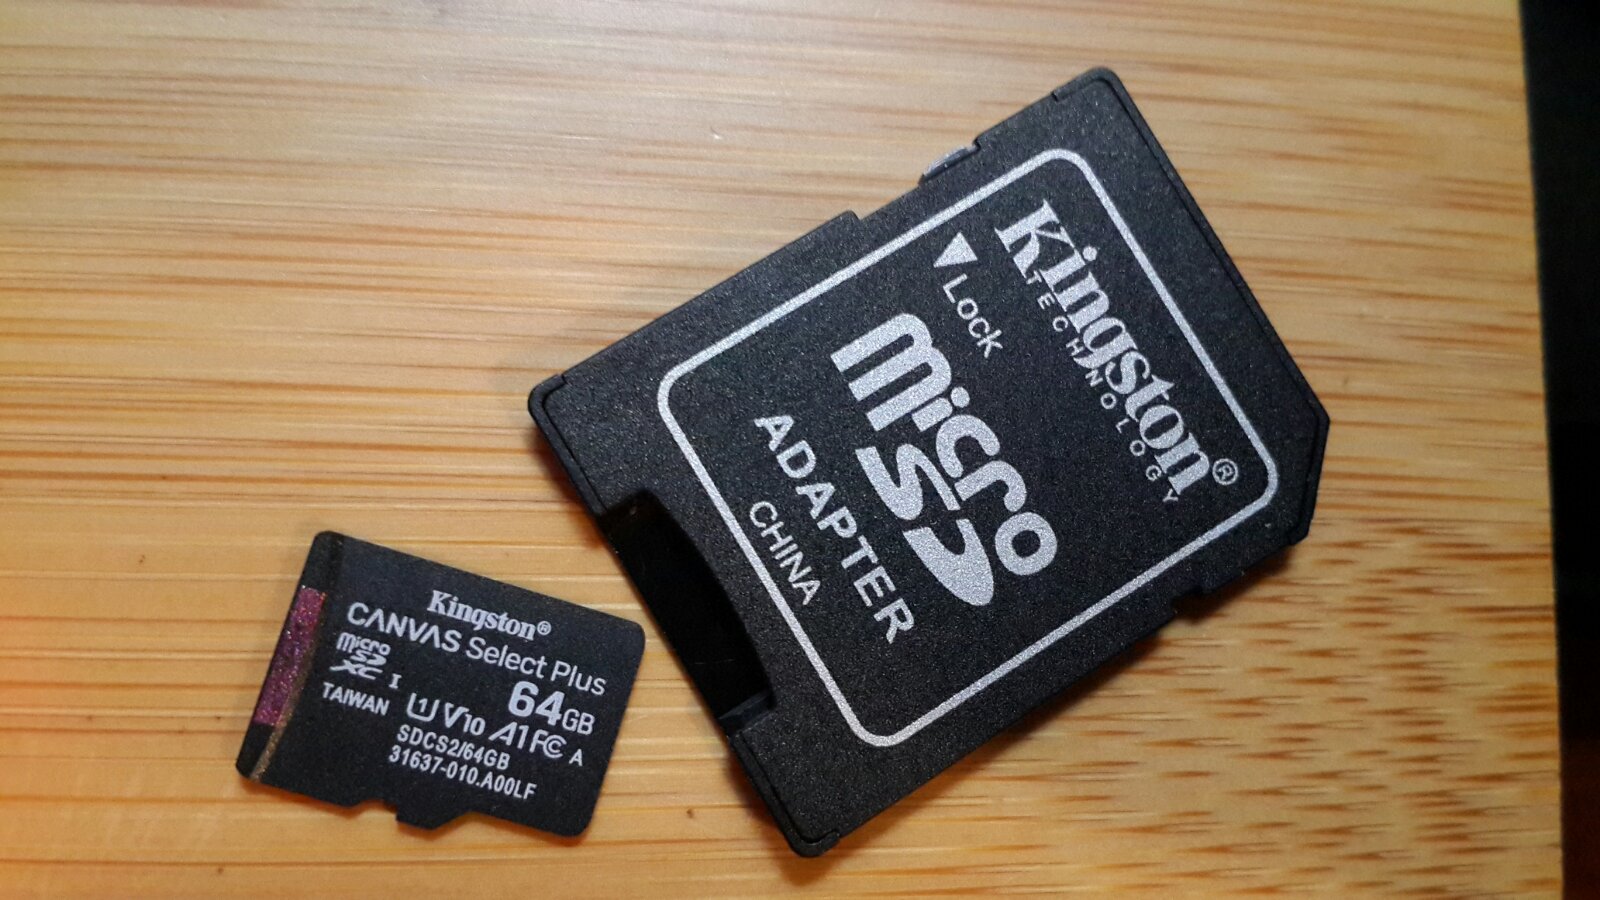 Kingston®
TECHNOLOGY
Lock
micro
SD
ADAPTER
CHINA
Kingston®
CANVAS Select Plus
micro
SD
XC I
64GB
TAIWAN
U1 V10 A1 FC A
SDCS2/64GB
31637-010.A00LF